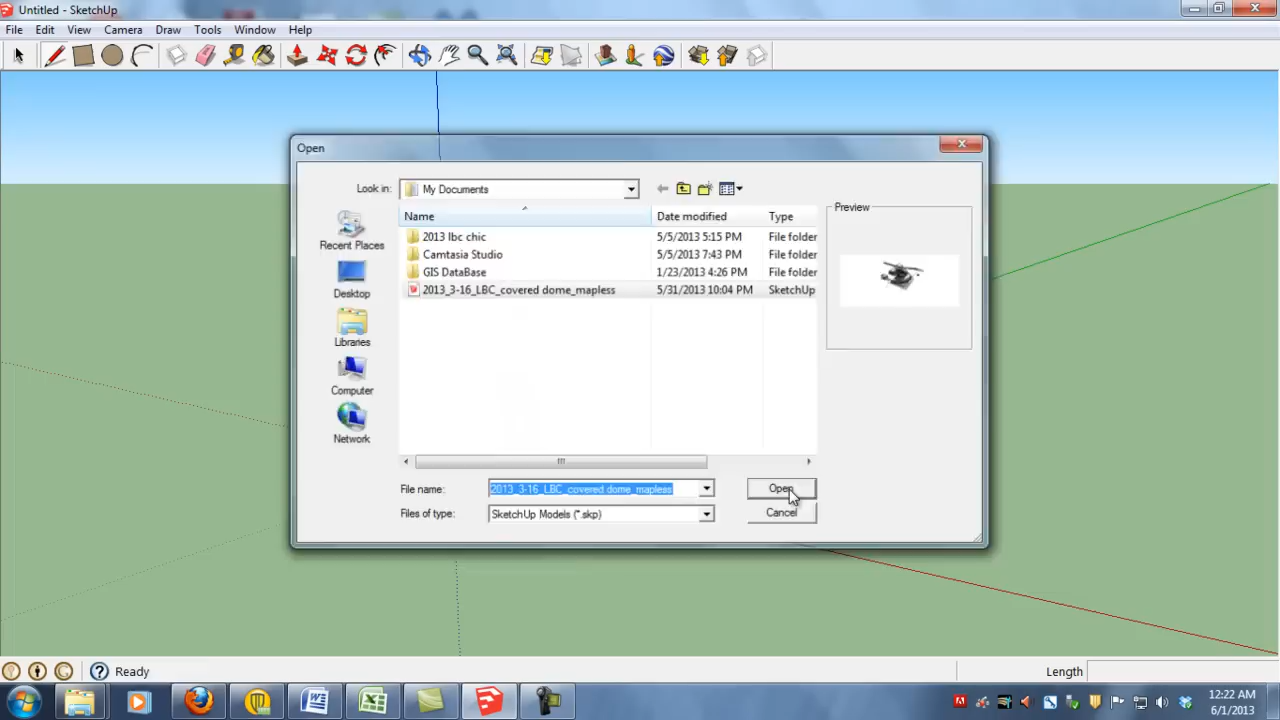 Untitled - SketchUp
File Edit View Camera Draw Tools Window Help
Open
Look in: My Documents
Name Date modified Type
Preview
2013 lbc chic 5/5/2013 5:15 PM File folder
Camtasia Studio 5/5/2013 7:43 PM File folder
GIS DataBase 1/23/2013 4:26 PM File folder
2013_3-16_LBC_covered dome_mapless 5/31/2013 10:04 PM SketchUp
Recent Places
Desktop
Libraries
Computer
Network
File name: 2013_3-16_LBC_covered dome_mapless Open
Files of type: SketchUp Models (*.skp) Cancel
Ready Length
12:22 AM
6/1/2013